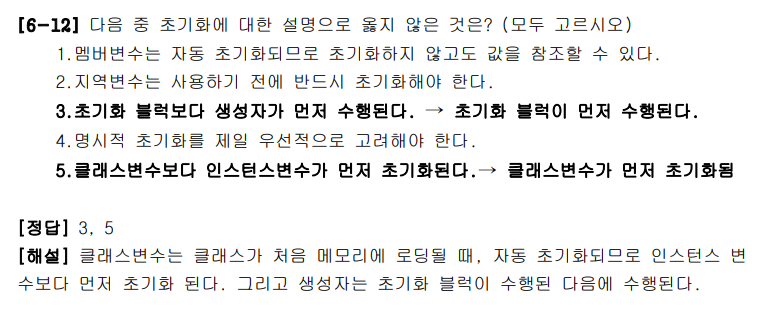 [6-12] 다음 중 초기화에 대한 설명으로 옳지 않은 것은? (모두 고르시오)
1.멤버변수는 자동 초기화되므로 초기화하지 않고도 값을 참조할 수 있다.
2.지역변수는 사용하기 전에 반드시 초기화해야 한다.
3.초기화 블럭보다 생성자가 먼저 수행된다. → 초기화 블럭이 먼저 수행된다.
4.명시적 초기화를 제일 우선적으로 고려해야 한다.
5.클래스변수보다 인스턴스변수가 먼저 초기화된다.→ 클래스변수가 먼저 초기화됨
[정답] 3, 5
[해설] 클래스변수는 클래스가 처음 메모리에 로딩될 때, 자동 초기화되므로 인스턴스 변
수보다 먼저 초기화 된다. 그리고 생성자는 초기화 블럭이 수행된 다음에 수행된다.